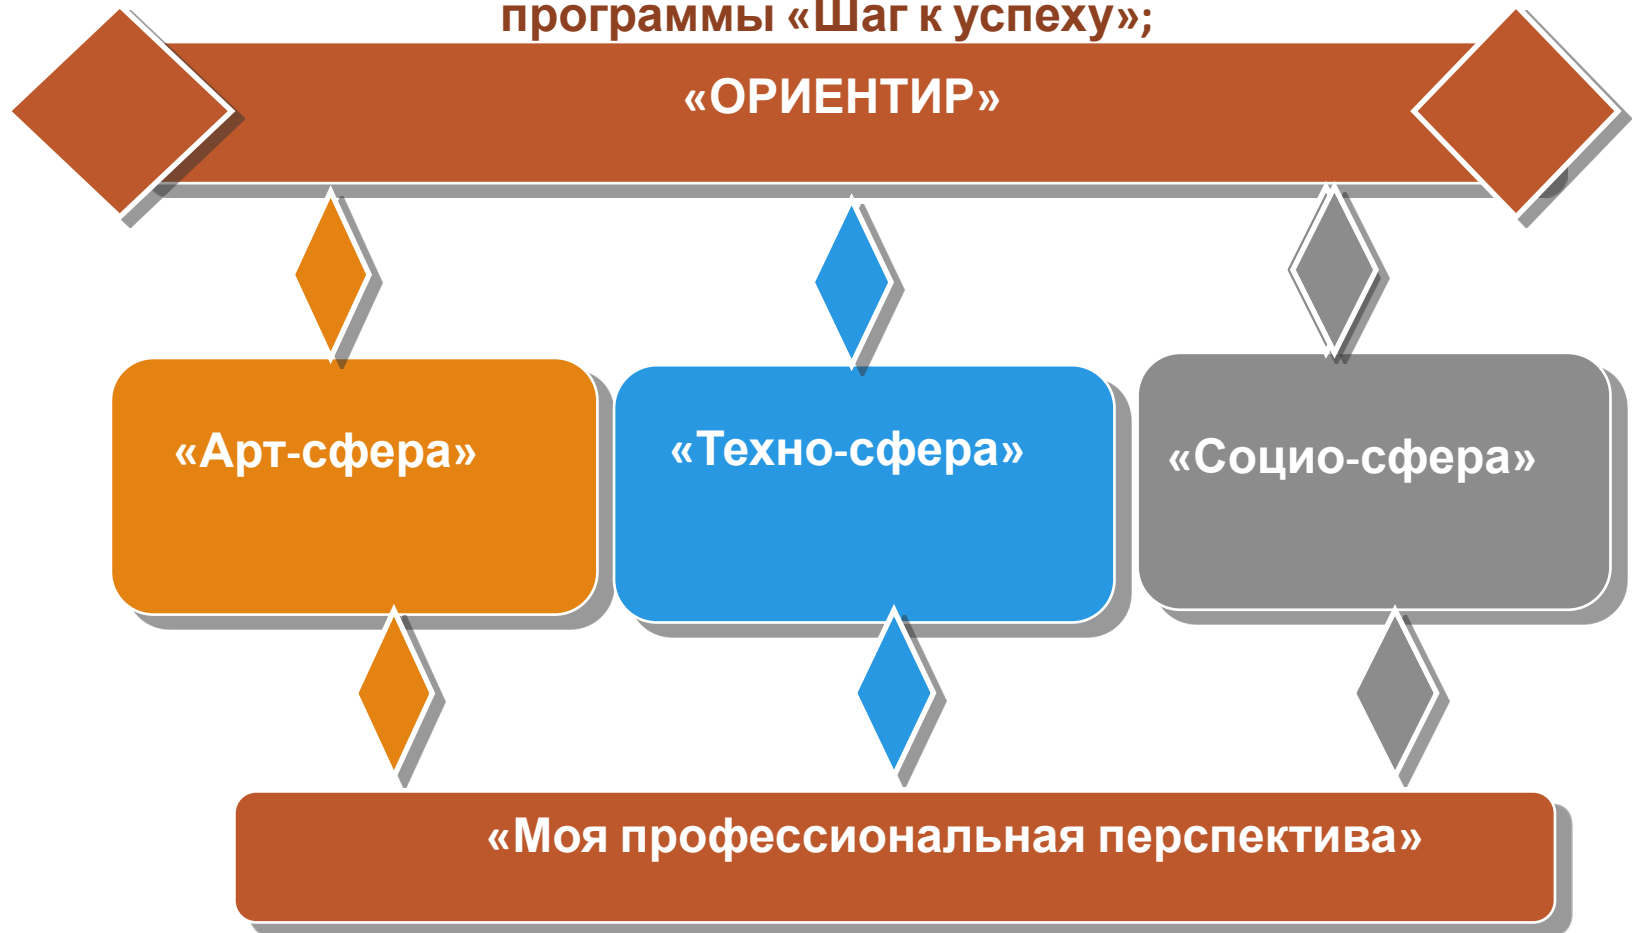 программы «Шаг к успеху»;
«ОРИЕНТИР»
«Арт-сфера»
«Техно-сфера»
«Социо-сфера»
«Моя профессиональная перспектива»